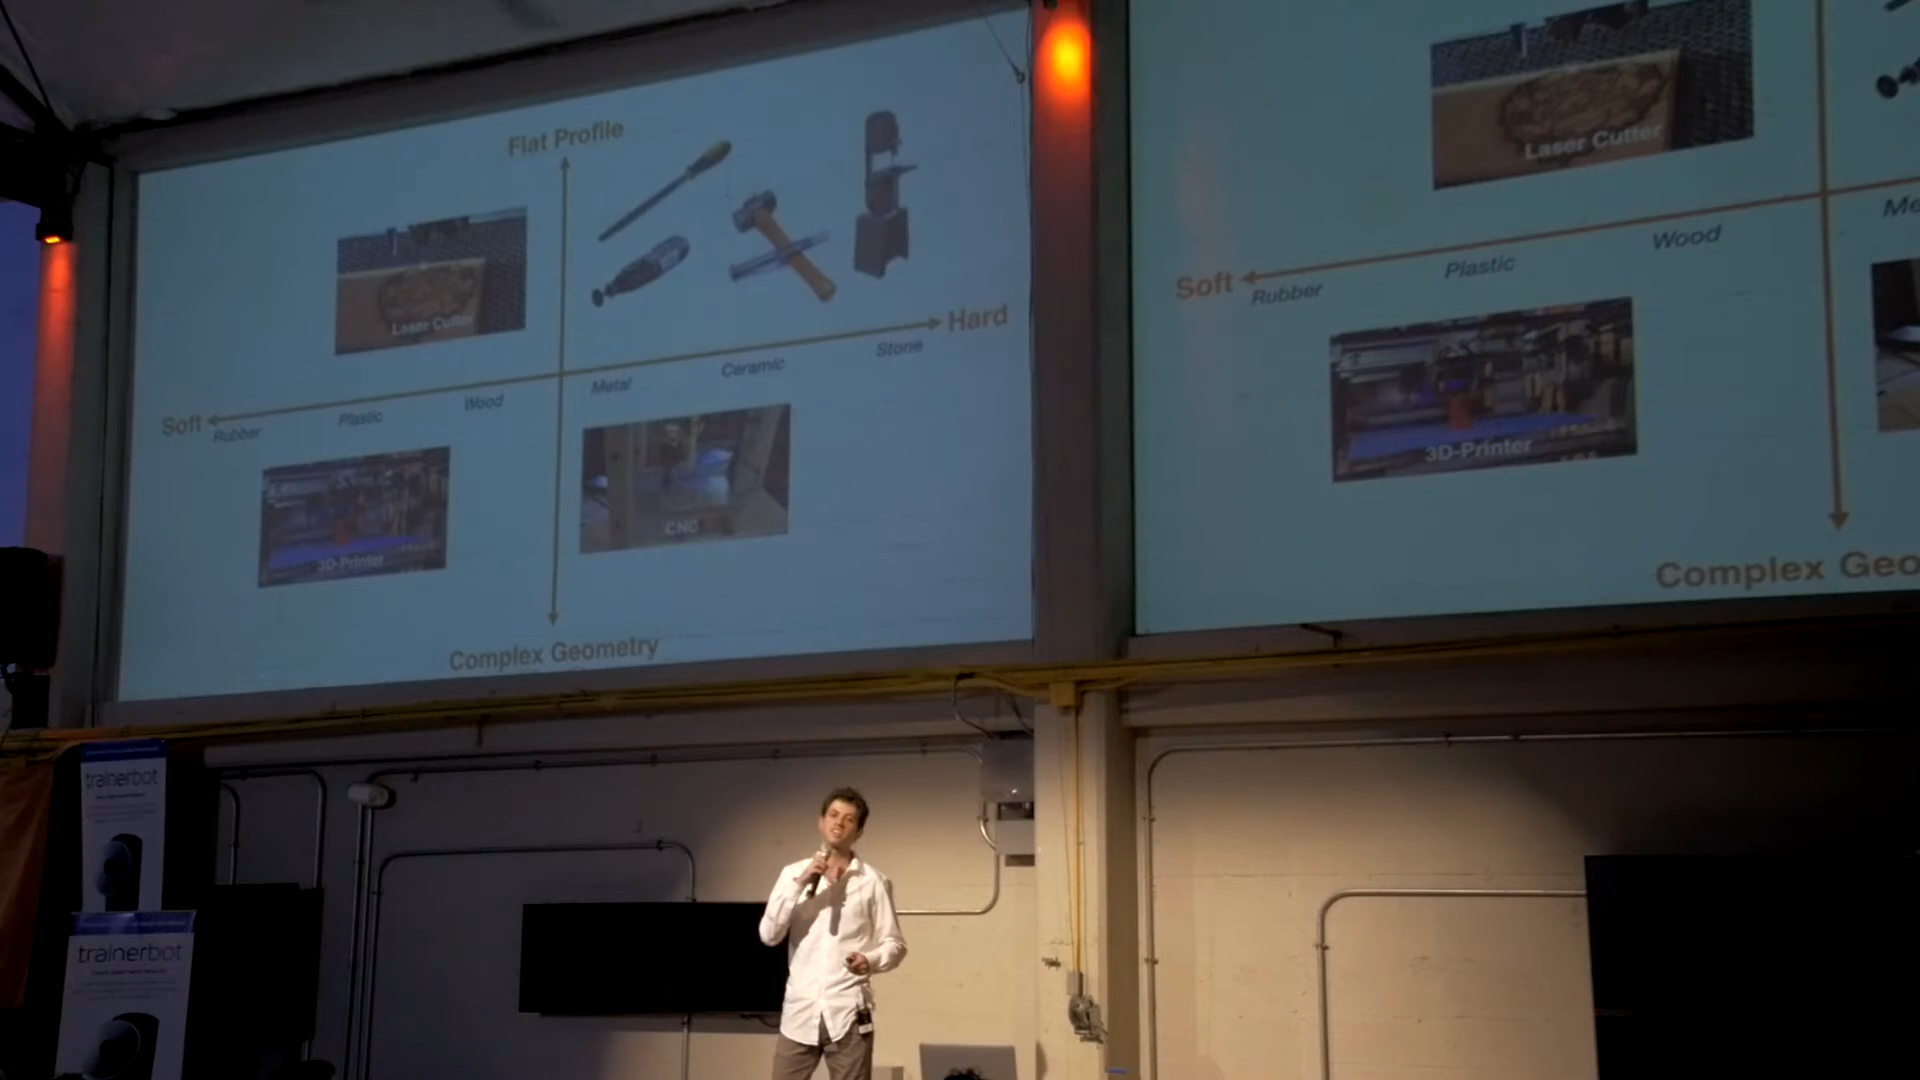 Flat Profile
Laser Cutter
Hard
Stone
Ceramic
Metal
Wood
Plastic
Rubber
Soft
3D-Printer
CNC
Complex Geometry
Laser Cutter
Me
Wood
Plastic
Rubber
Soft
3D-Printer
Complex Geo
trainerbot
trainerbot